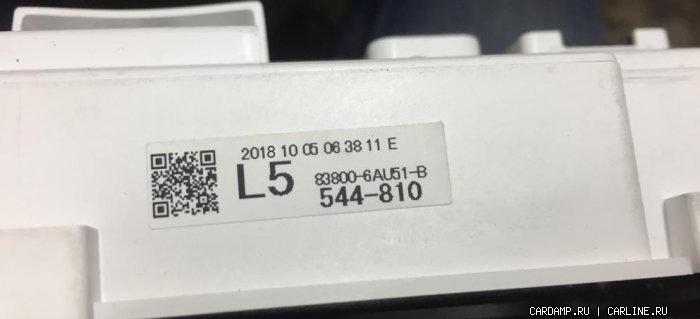 2018 10 05 06 38 11 E
L5 83800-6AU51-B
544-810
CARDAMP.RU | CARLINE.RU